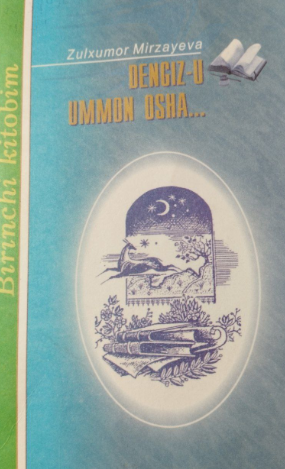 Birinchi kitobim
Zulxumor Mirzayeva
DENGIZ-U
UMMON OSHA...